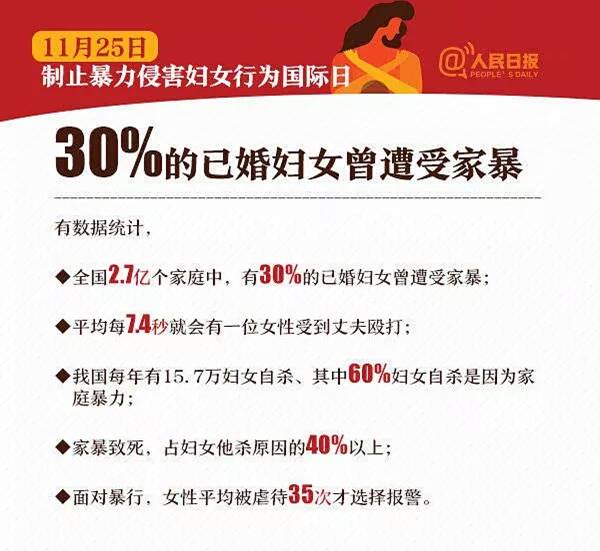 11月25日
制止暴力侵害妇女行为国际日
@人民日报
PEOPLE'S DAILY
30%的已婚妇女曾遭受家暴
有数据统计，
◆全国2.7亿个家庭中，有30%的已婚妇女曾遭受家暴；
◆平均每7.4秒就会有一位女性受到丈夫殴打；
◆我国每年有15.7万妇女自杀、其中60%妇女自杀是因为家
庭暴力；
◆家暴致死，占妇女他杀原因的40%以上；
◆面对暴行，女性平均被虐待35次才选择报警。